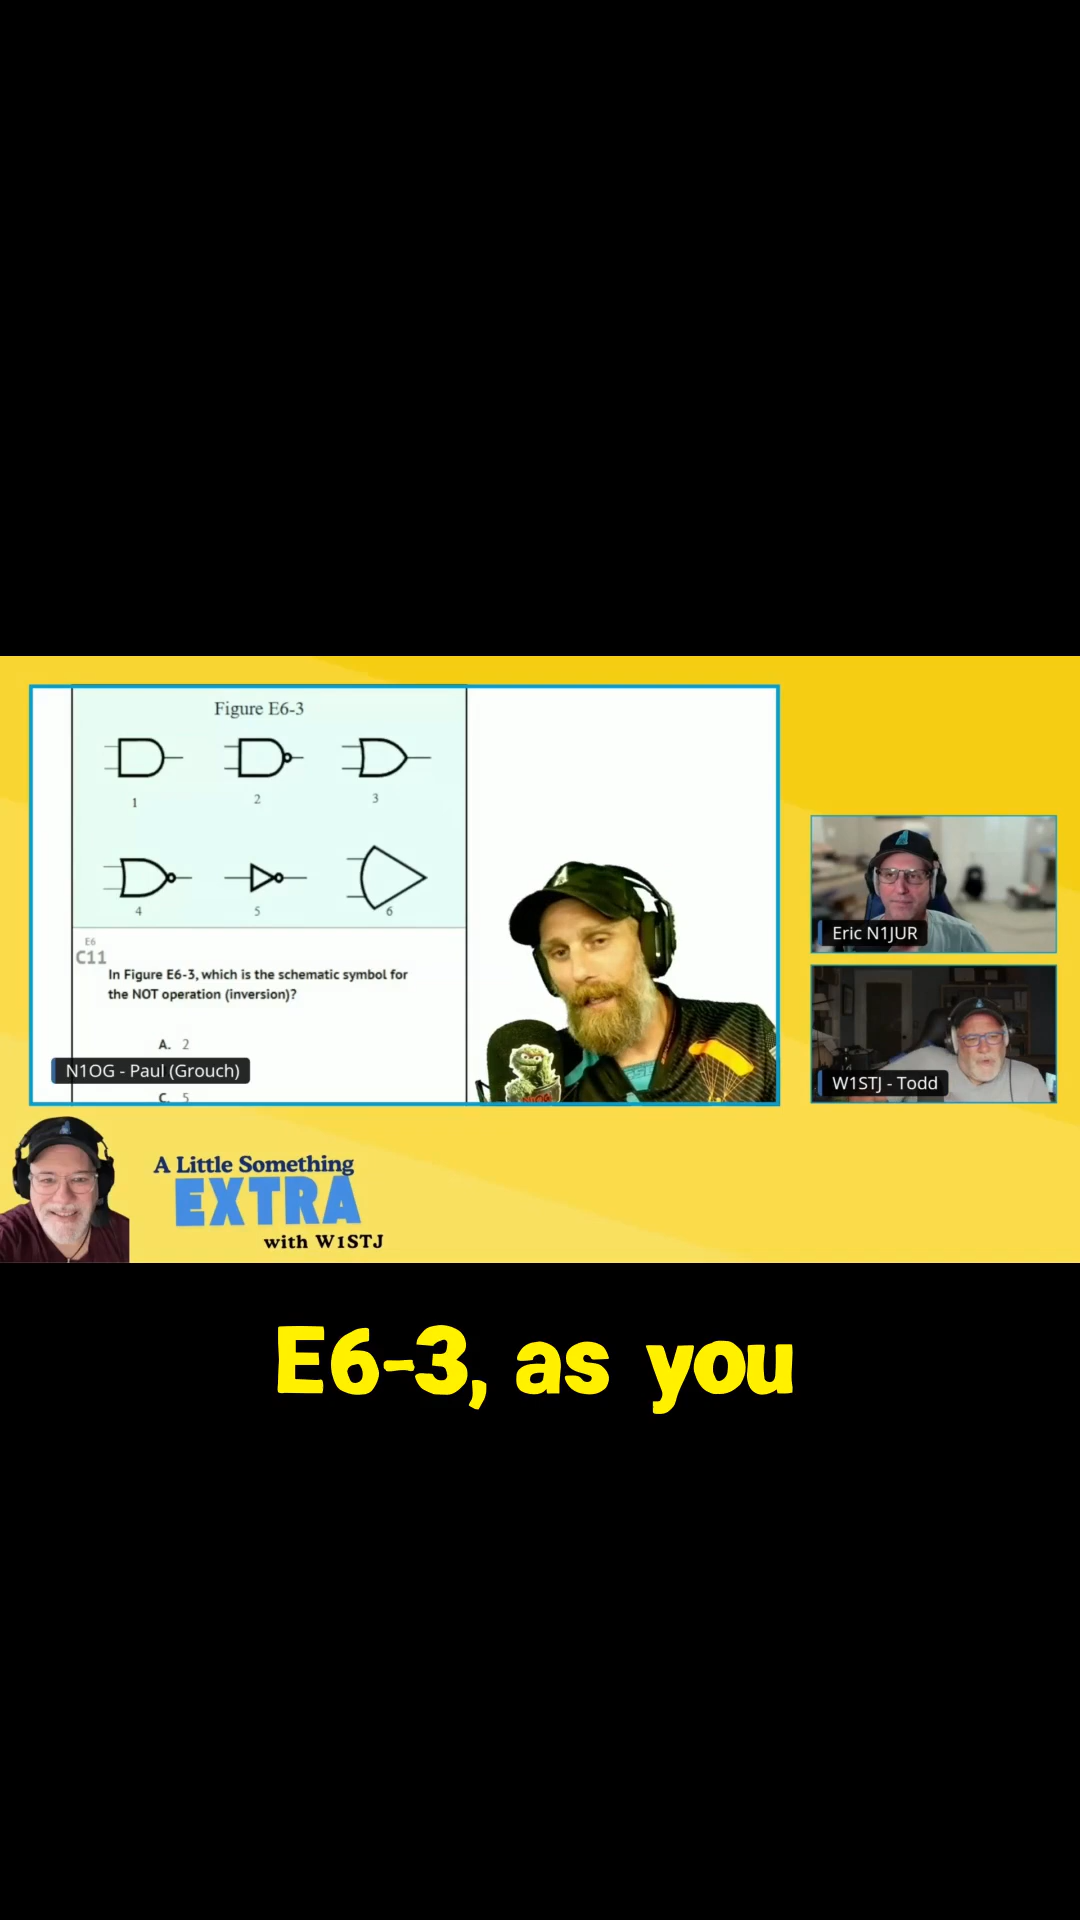 Figure E6-3
1
2
3
4
5
6
E6
C11
In Figure E6-3, which is the schematic symbol for
the NOT operation (inversion)?
A. 2
N1OG - Paul (Grouch)
C. 5
Eric N1JUR
W1STJ - Todd
A Little Something
EXTRA
with W1STJ
E6-3, as you